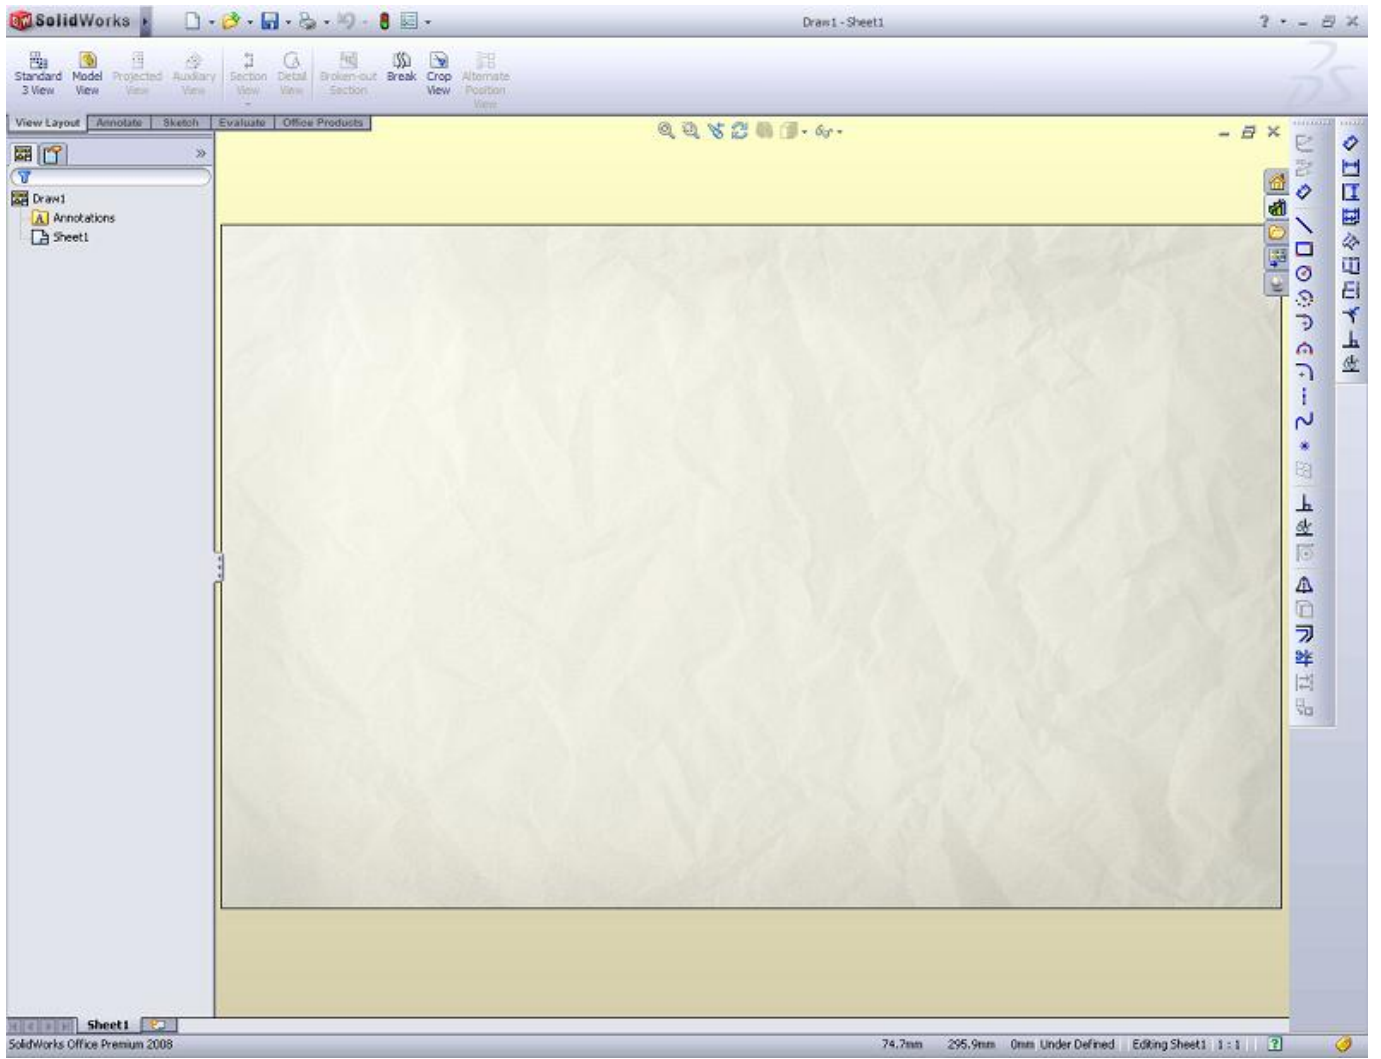 SolidWorks
Draw1 - Sheet1
Standard 3 View
Model View
Projected View
Auxiliary View
Section View
Detail View
Broken-out Section
Break
Crop View
Alternate Position View
View Layout
Annotate
Sketch
Evaluate
Office Products
Draw1
A Annotations
Sheet1
Sheet1
SolidWorks Office Premium 2008
74.7mm 295.9mm 0mm Under Defined Editing Sheet1 1 : 1 ?